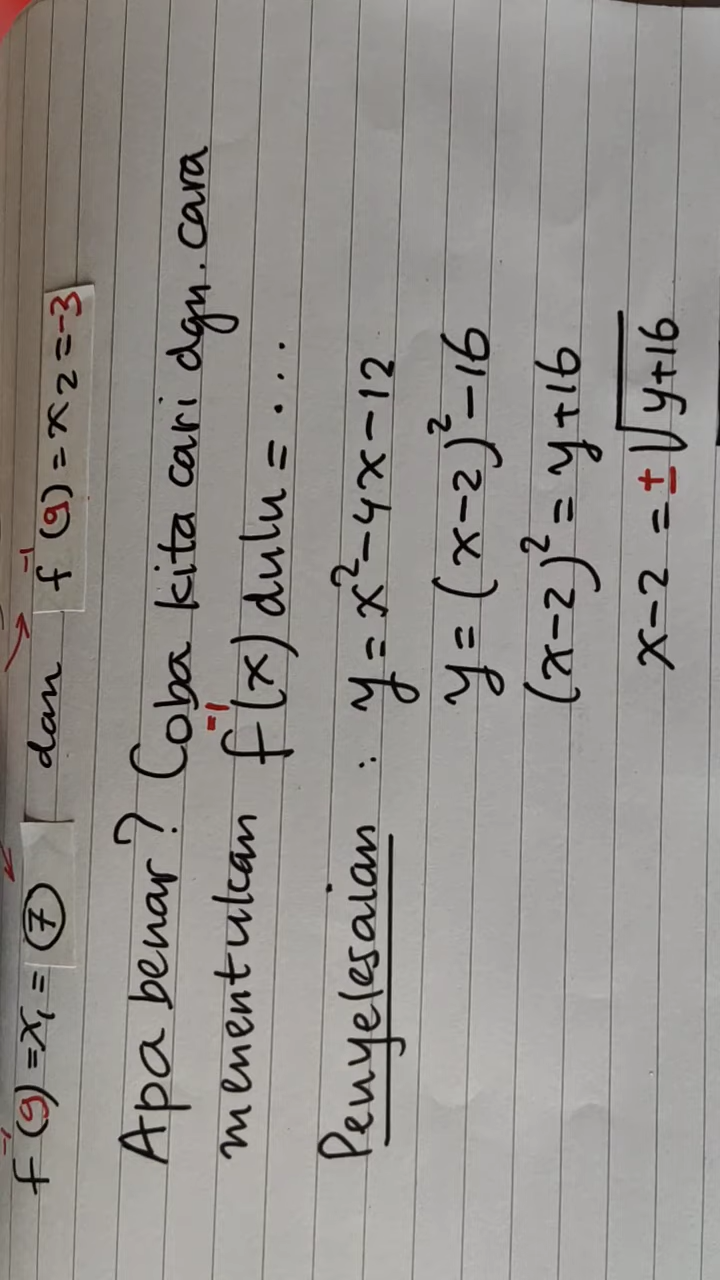 f⁻¹(9) = x₁ = 7 dan f⁻¹(9) = x₂ = -3
Apa benar? Coba kita cari dgn. cara
menentukan f⁻¹(x) dulu = ....
Penyelesaian : y = x² - 4x - 12
y = (x-2)² - 16
(x-2)² = y+16
x-2 = ±√y+16